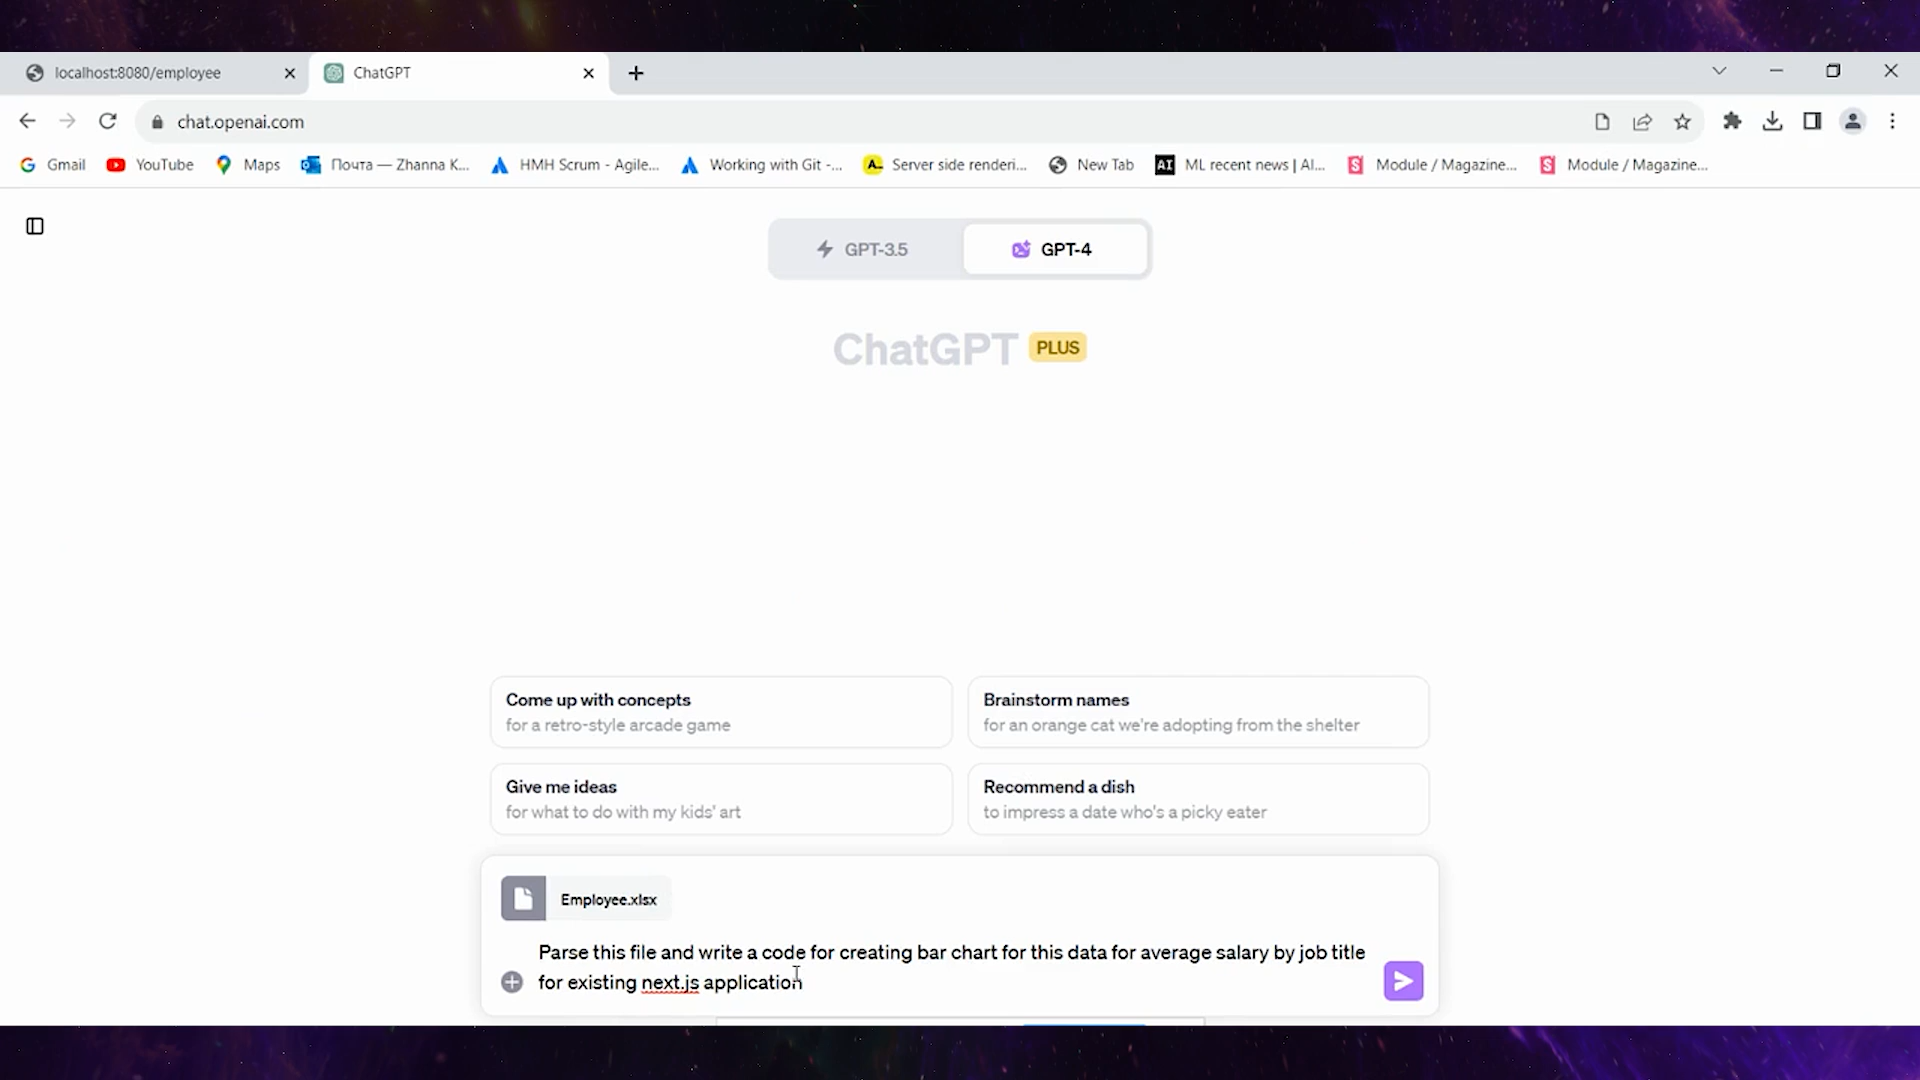 localhost:8080/employee
ChatGPT
chat.openai.com
Gmail
YouTube
Maps
Почта — Zhanna K...
HMH Scrum - Agile...
Working with Git -...
A
Server side renderi...
New Tab
AI
ML recent news | AI...
Module / Magazine...
Module / Magazine...
GPT-3.5
GPT-4
ChatGPT PLUS
Come up with concepts
for a retro-style arcade game
Brainstorm names
for an orange cat we're adopting from the shelter
Give me ideas
for what to do with my kids' art
Recommend a dish
to impress a date who's a picky eater
Employee.xlsx
Parse this file and write a code for creating bar chart for this data for average salary by job title
for existing next.js application